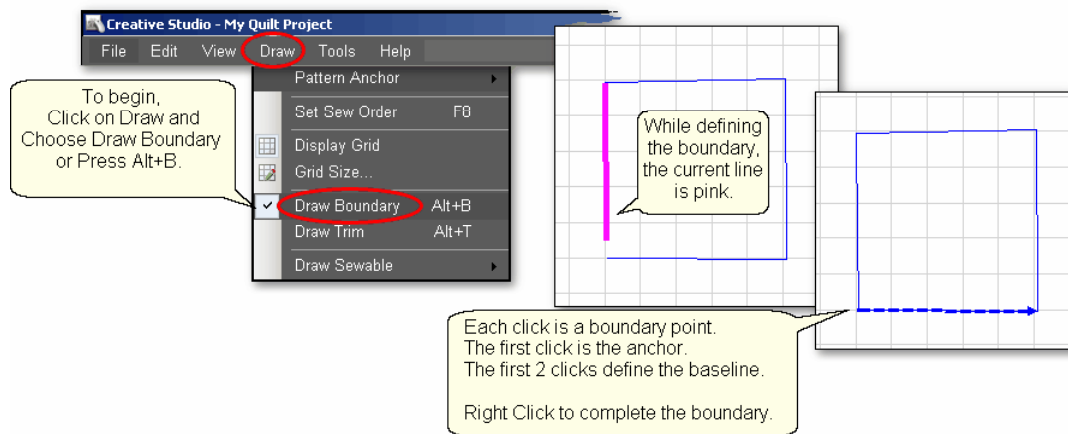 Creative Studio - My Quilt Project
File Edit View Draw Tools Help
Pattern Anchor
Set Sew Order F8
Display Grid
Grid Size...
Draw Boundary Alt+B
Draw Trim Alt+T
Draw Sewable
To begin,
Click on Draw and
Choose Draw Boundary
or Press Alt+B.
While defining
the boundary,
the current line
is pink.
Each click is a boundary point.
The first click is the anchor.
The first 2 clicks define the baseline.
Right Click to complete the boundary.